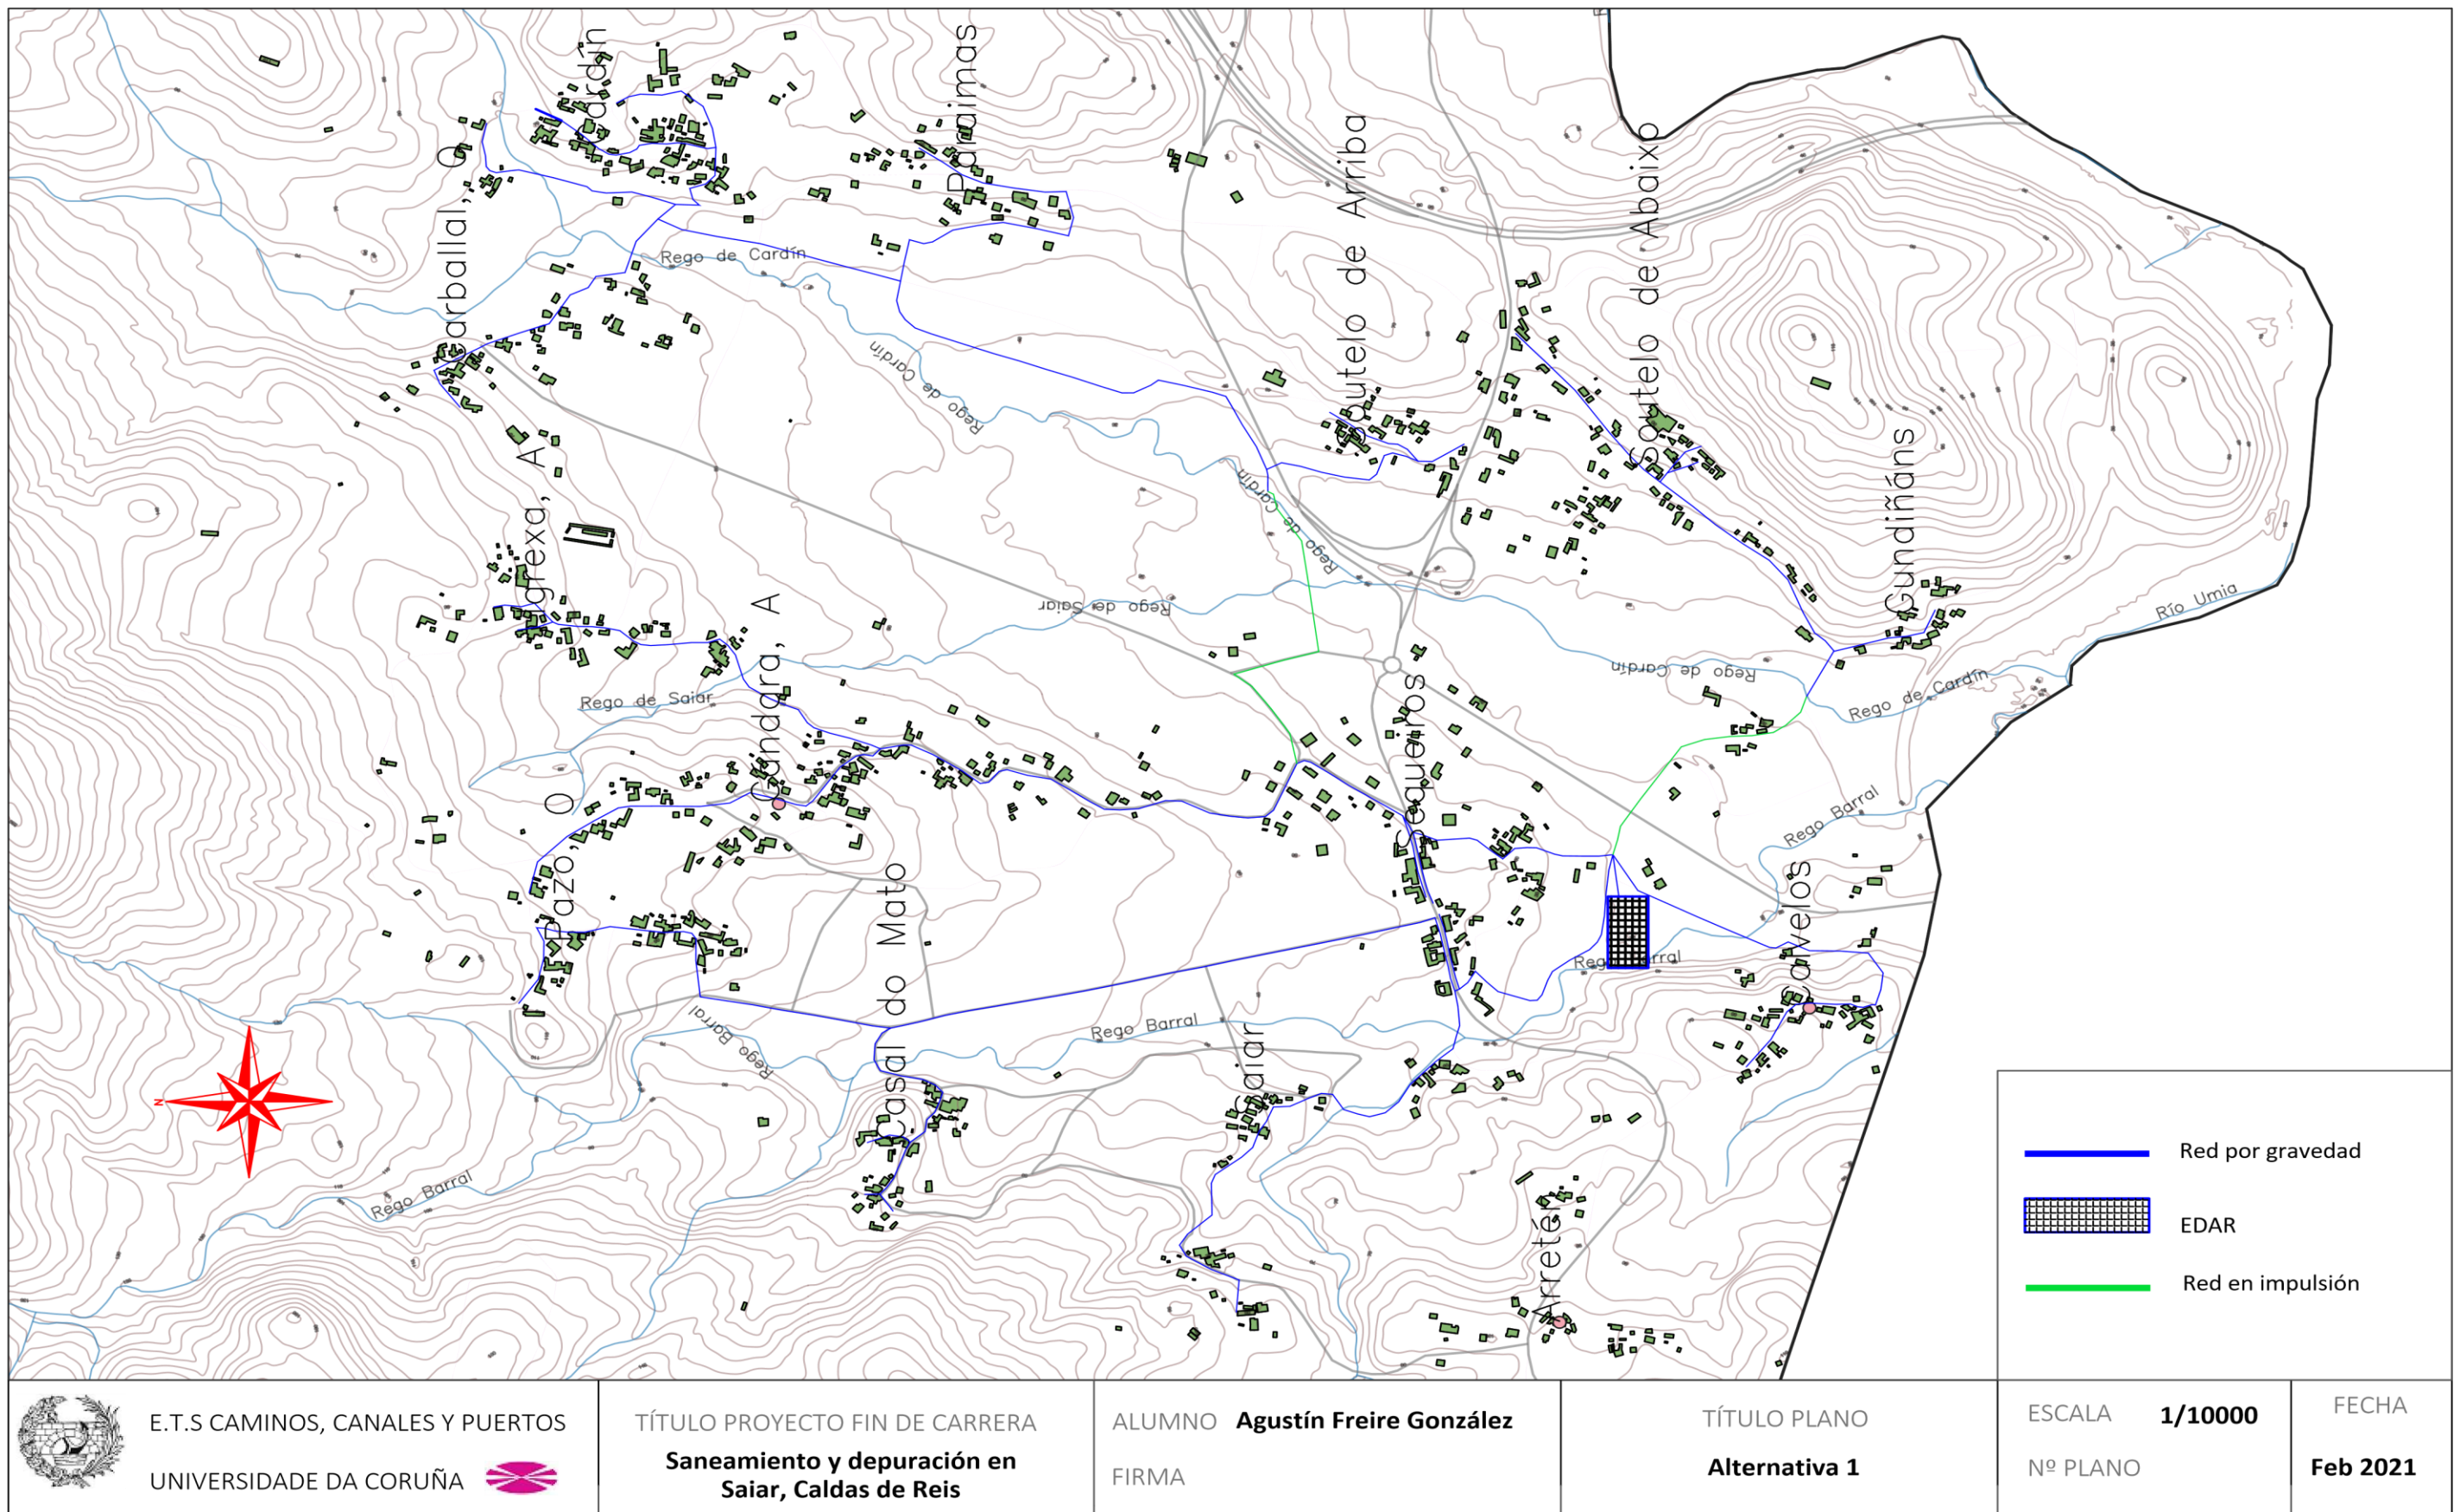 Cardín
Paraimas
Carballal, O
Soutelo de Arriba
Soutelo de Abaixo
Rego de Cardín
Rego de Cardín
Rego de Cardín
Igrexa, A
Gundiñáns
Río Umia
Rego de Saiar
Rego de Cardín
Rego de Cardín
Rego de Saiar
Gándara, A
Sequeiros
Pazo, O
Rego Barral
Casal do Mato
Cavelos
Rego Barral
Rego Barral
Rego Barral
Saiar
Rego Barral
Arretén
N
Red por gravedad
EDAR
Red en impulsión
E.T.S CAMINOS, CANALES Y PUERTOS
UNIVERSIDADE DA CORUÑA
TÍTULO PROYECTO FIN DE CARRERA
Saneamiento y depuración en
Saiar, Caldas de Reis
ALUMNO Agustín Freire González
FIRMA
TÍTULO PLANO
Alternativa 1
ESCALA 1/10000
Nº PLANO
FECHA
Feb 2021